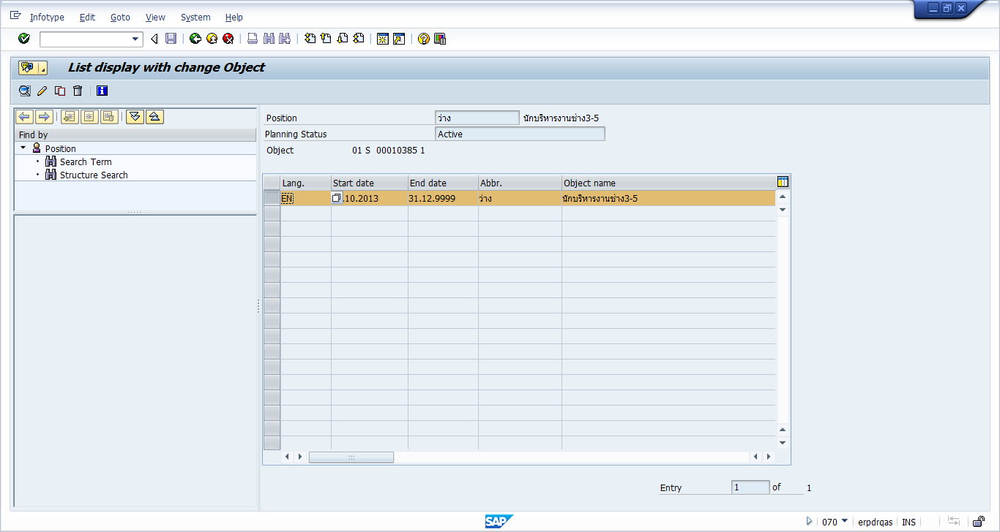 Infotype Edit Goto View System Help
List display with change Object
Find by
Position
Search Term
Structure Search
Position ว่าง นักบริหารงานช่าง3-5
Planning Status Active
Object 01 S 00010385 1
Lang. Start date End date Abbr. Object name
EN .10.2013 31.12.9999 ว่าง นักบริหารงานช่าง3-5
Entry 1 of 1
SAP 070 erpdrqas INS